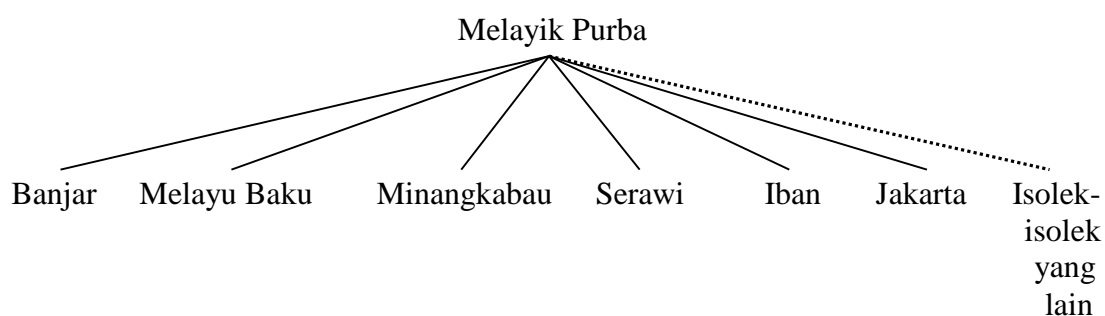 Melayik Purba
Banjar Melayu Baku Minangkabau Serawi Iban Jakarta Isolek-
isolek
yang
lain